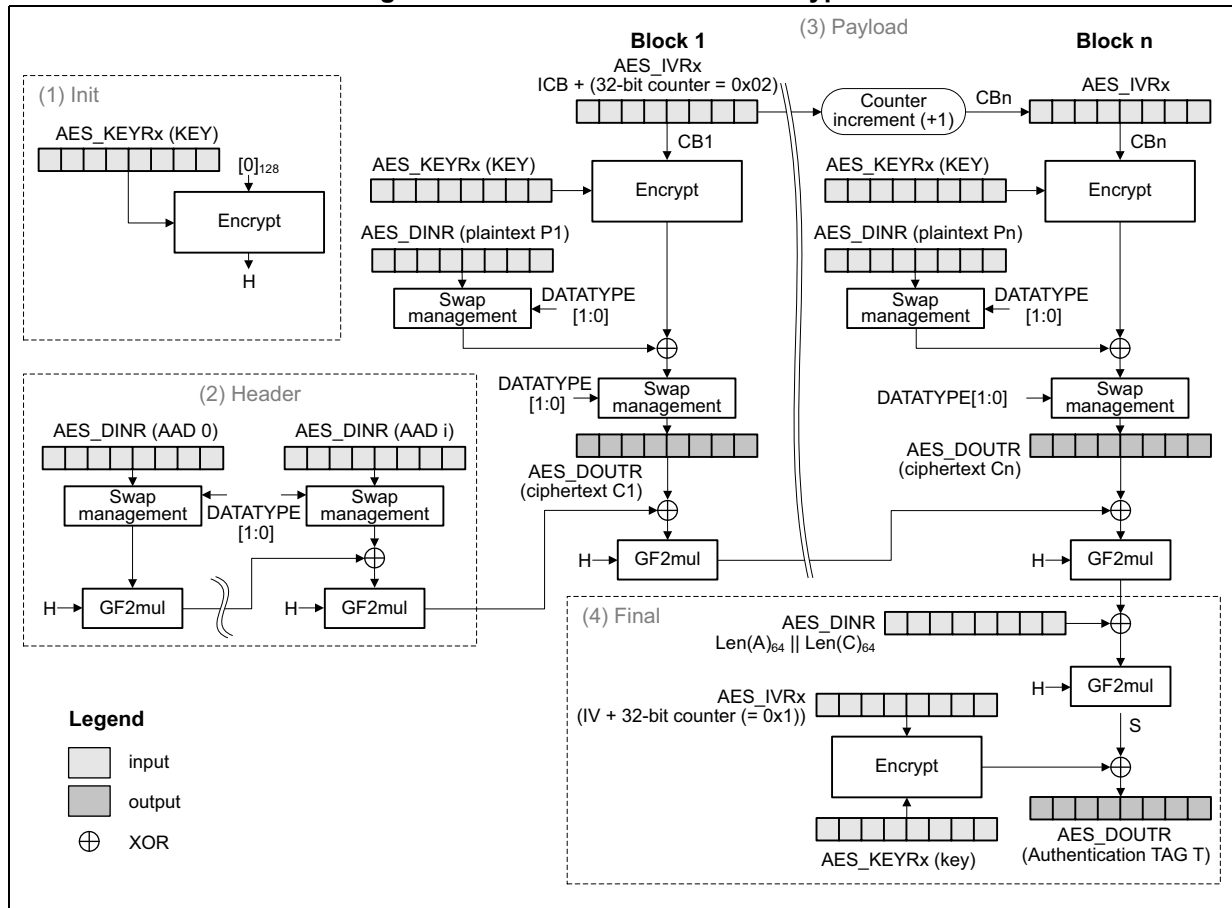 (3) Payload
Block 1
Block n
AES_IVRx
ICB + (32-bit counter = 0x02)
Counter
increment (+1)
CBn
AES_IVRx
CB1
CBn
(1) Init
AES_KEYRx (KEY)
[0]128
Encrypt
H
AES_KEYRx (KEY)
Encrypt
AES_KEYRx (KEY)
Encrypt
AES_DINR (plaintext P1)
Swap
management
DATATYPE
[1:0]
AES_DINR (plaintext Pn)
Swap
management
DATATYPE
[1:0]
DATATYPE
[1:0]
Swap
management
DATATYPE[1:0]
Swap
management
AES_DOUTR
(ciphertext C1)
AES_DOUTR
(ciphertext Cn)
(2) Header
AES_DINR (AAD 0)
AES_DINR (AAD i)
Swap
management
DATATYPE
[1:0]
Swap
management
H
GF2mul
H
GF2mul
H
GF2mul
H
GF2mul
(4) Final
AES_DINR
Len(A)64 || Len(C)64
H
GF2mul
S
AES_IVRx
(IV + 32-bit counter (= 0x1))
Encrypt
AES_KEYRx (key)
AES_DOUTR
(Authentication TAG T)
Legend
input
output
XOR